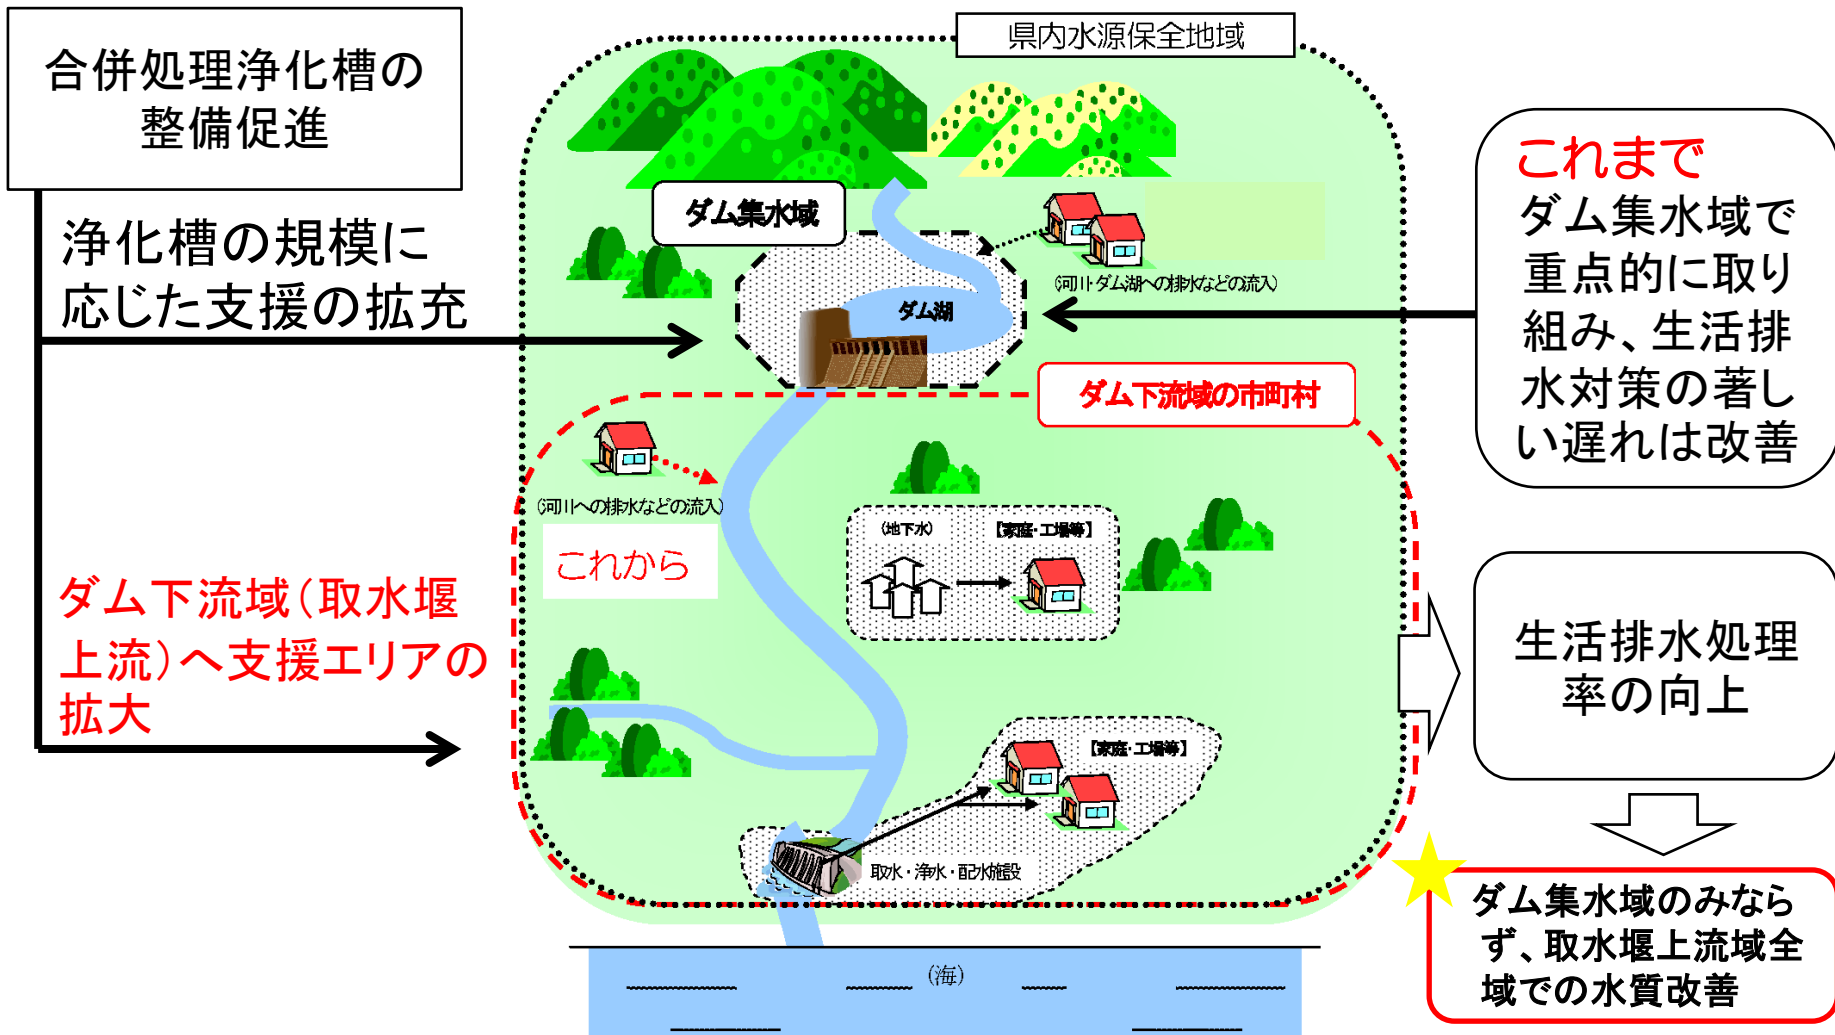 合併処理浄化槽の
整備促進
浄化槽の規模に
応じた支援の拡充
ダム下流域(取水堰
上流)へ支援エリアの
拡大
県内水源保全地域
ダム集水域
(河川・ダム湖への排水などの流入)
ダム湖
ダム下流域の市町村
(河川への排水などの流入)
これから
(地下水)
【家庭・工場等】
【家庭・工場等】
取水・浄水・配水施設
(海)
これまで
ダム集水域で
重点的に取り
組み、生活排
水対策の著し
い遅れは改善
生活排水処理
率の向上
ダム集水域のみなら
ず、取水堰上流域全
域での水質改善